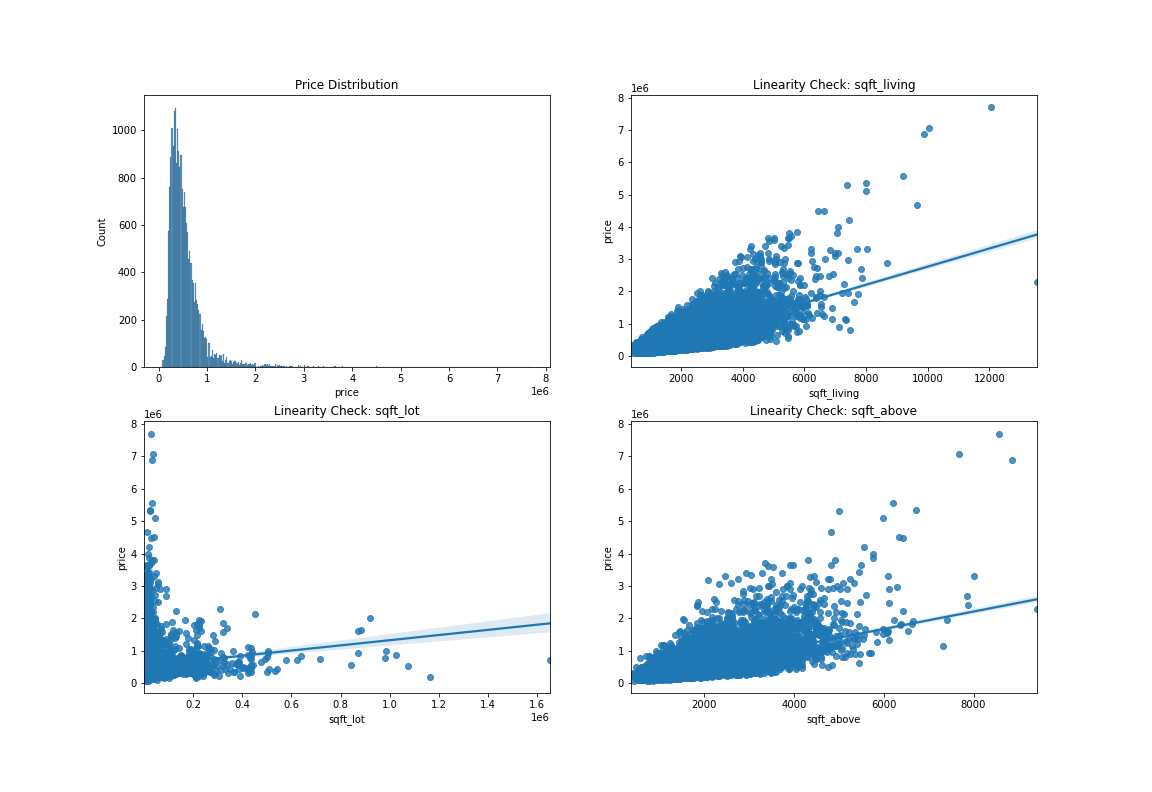 Price Distribution
1000
800
600
400
200
0
Count
0 1 2 3 4 5 6 7 8
1e6
price
Linearity Check: sqft_living
1e6
8
7
6
5
4
3
2
1
0
price
2000 4000 6000 8000 10000 12000
sqft_living
Linearity Check: sqft_lot
1e6
8
7
6
5
4
3
2
1
0
price
0.2 0.4 0.6 0.8 1.0 1.2 1.4 1.6
1e6
sqft_lot
Linearity Check: sqft_above
1e6
8
7
6
5
4
3
2
1
0
price
2000 4000 6000 8000
sqft_above